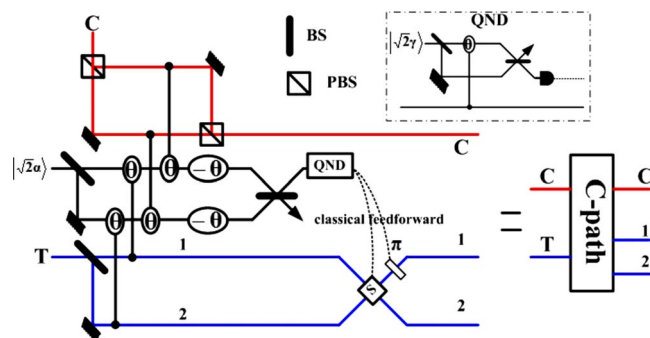 C
BS
PBS
QND
|√2γ⟩
θ
C
|√2α⟩
θ
θ
−θ
QND
θ
θ
−θ
classical feedforward
T
1
π
1
S
2
2
=
C
T
C-path
C
1
2